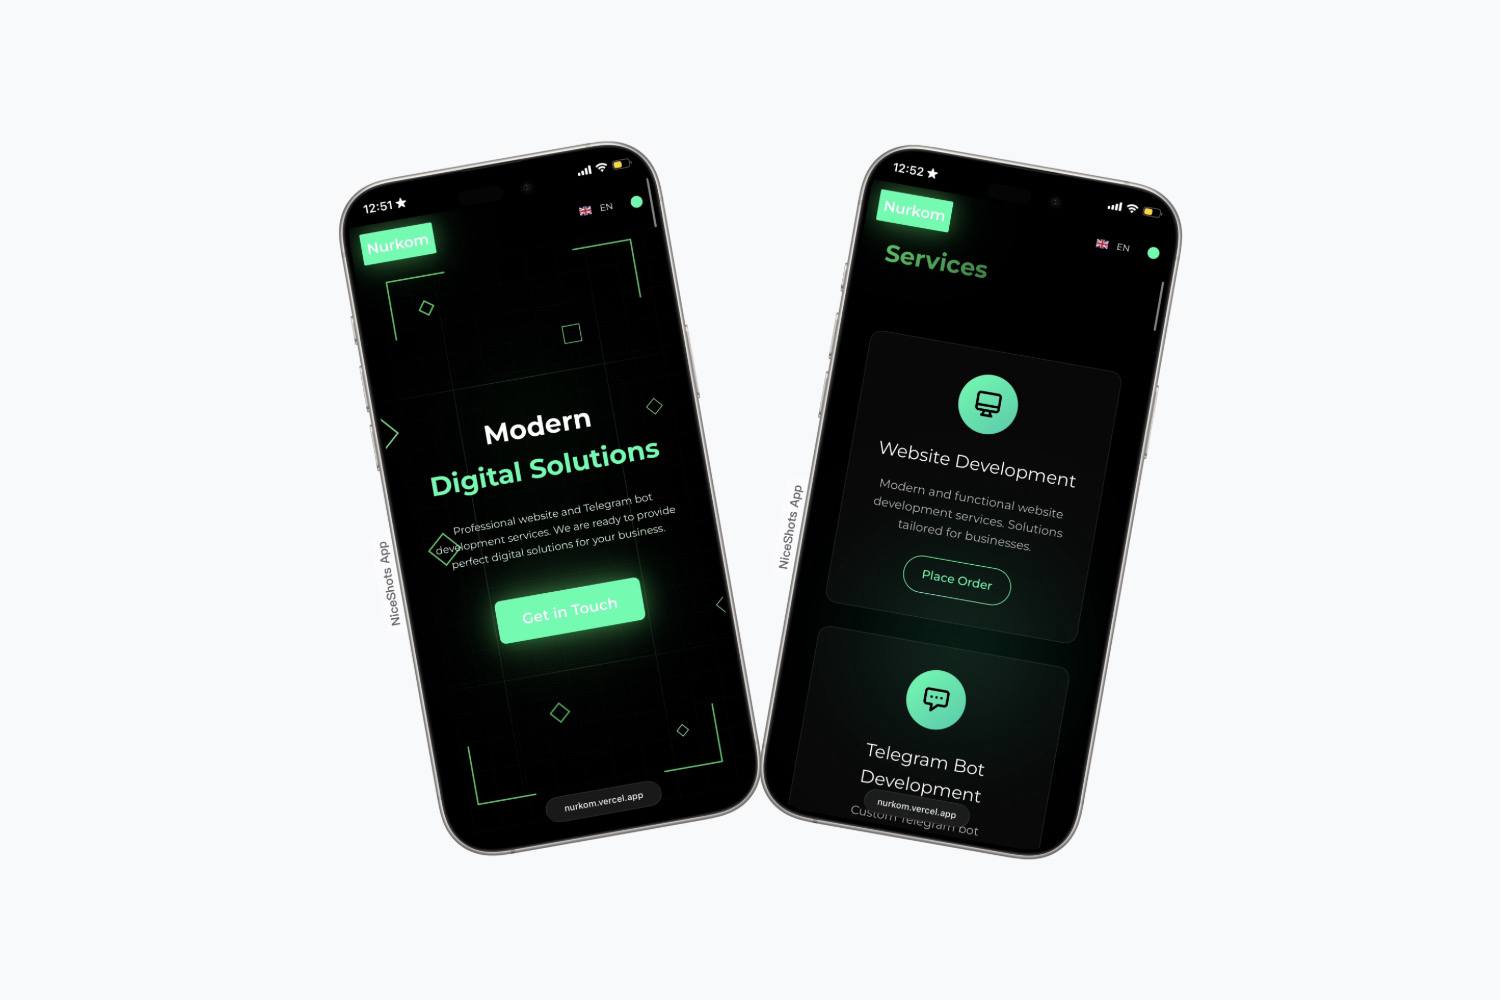 12:51
EN
Nurkom
Modern
Digital Solutions
Professional website and Telegram bot
development services. We are ready to provide
perfect digital solutions for your business.
Get in Touch
nurkom.vercel.app
NiceShots App
12:52
Nurkom
EN
Services
Website Development
Modern and functional website
development services. Solutions
tailored for businesses.
Place Order
Telegram Bot
Development
Custom Telegram bot
nurkom.vercel.app
NiceShots App